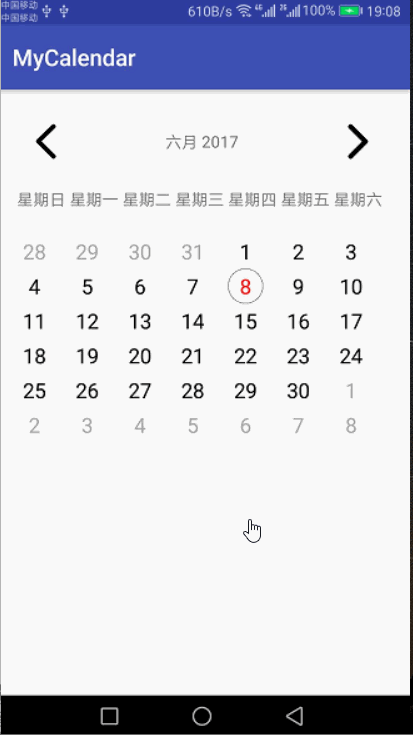 中国移动
中国移动
610B/s 4G 2G 100% 19:08
MyCalendar
六月 2017
星期日 星期一 星期二 星期三 星期四 星期五 星期六
28 29 30 31 1 2 3
4 5 6 7 8 9 10
11 12 13 14 15 16 17
18 19 20 21 22 23 24
25 26 27 28 29 30 1
2 3 4 5 6 7 8